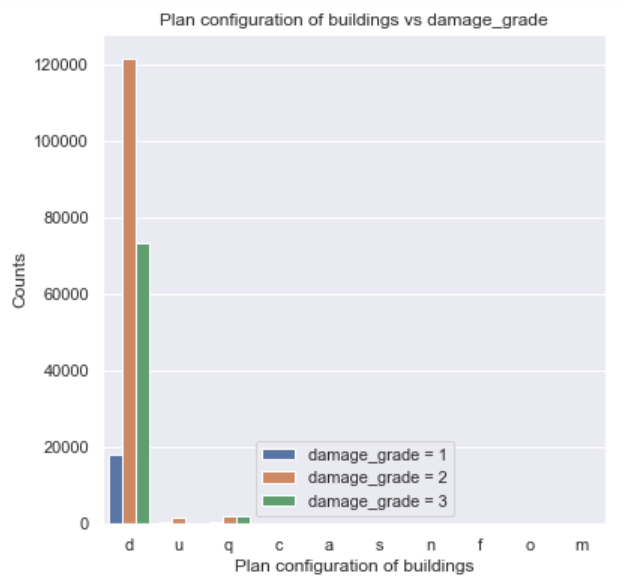 Plan configuration of buildings vs damage_grade
120000
100000
80000
60000
40000
20000
0
Counts
damage_grade = 1
damage_grade = 2
damage_grade = 3
d u q c a s n f o m
Plan configuration of buildings